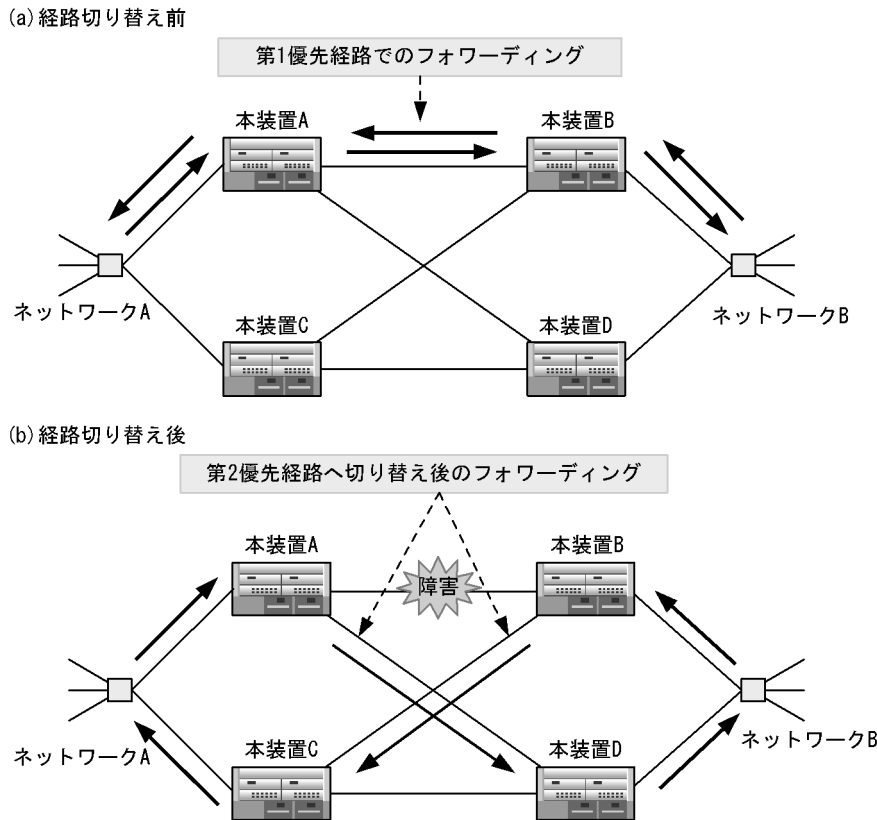 (a)経路切り替え前
第1優先経路でのフォワーディング
本装置A
本装置B
ネットワークA
ネットワークB
本装置C
本装置D
(b)経路切り替え後
第2優先経路へ切り替え後のフォワーディング
本装置A
本装置B
障害
ネットワークA
ネットワークB
本装置C
本装置D